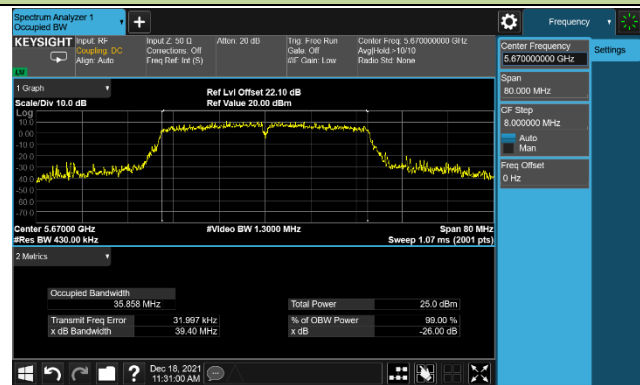 Spectrum Analyzer 1
Occupied BW
+
Frequency
KEYSIGHT Input: RF Input Z: 50 Ω Atten: 20 dB Trig: Free Run Center Freq: 5.670000000 GHz
Coupling: DC Corrections: Off Gate: Off Avg|Hold:>10/10
Align: Auto Freq Ref: Int (S) #IF Gain: Low Radio Std: None
Center Frequency
5.670000000 GHz
Settings
Span
80.000 MHz
CF Step
8.000000 MHz
Auto
Man
Freq Offset
0 Hz
1 Graph
Ref Lvl Offset 22.10 dB
Scale/Div 10.0 dB Ref Value 20.00 dBm
Log
10.0
0.00
-10.0
-20.0
-30.0
-40.0
-50.0
-60.0
-70.0
Center 5.67000 GHz #Video BW 1.3000 MHz Span 80 MHz
#Res BW 430.00 kHz Sweep 1.07 ms (2001 pts)
2 Metrics
Occupied Bandwidth
35.858 MHz
Total Power 25.0 dBm
Transmit Freq Error 31.997 kHz % of OBW Power 99.00 %
x dB Bandwidth 39.40 MHz x dB -26.00 dB
? Dec 18, 2021
11:31:00 AM